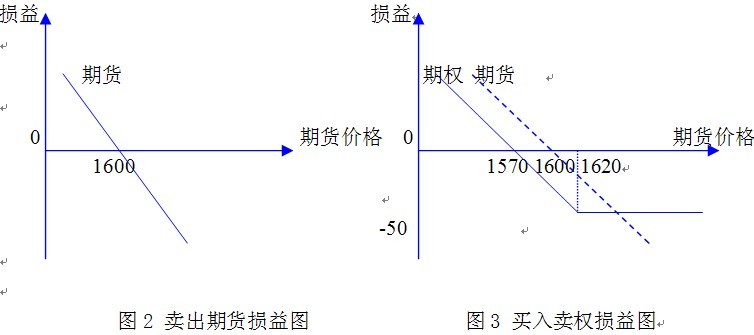 损益
损益
期货
期权 期货
0
期货价格
0
期货价格
1600
1570 1600 1620
-50
图 2 卖出期货损益图
图 3 买入卖权损益图